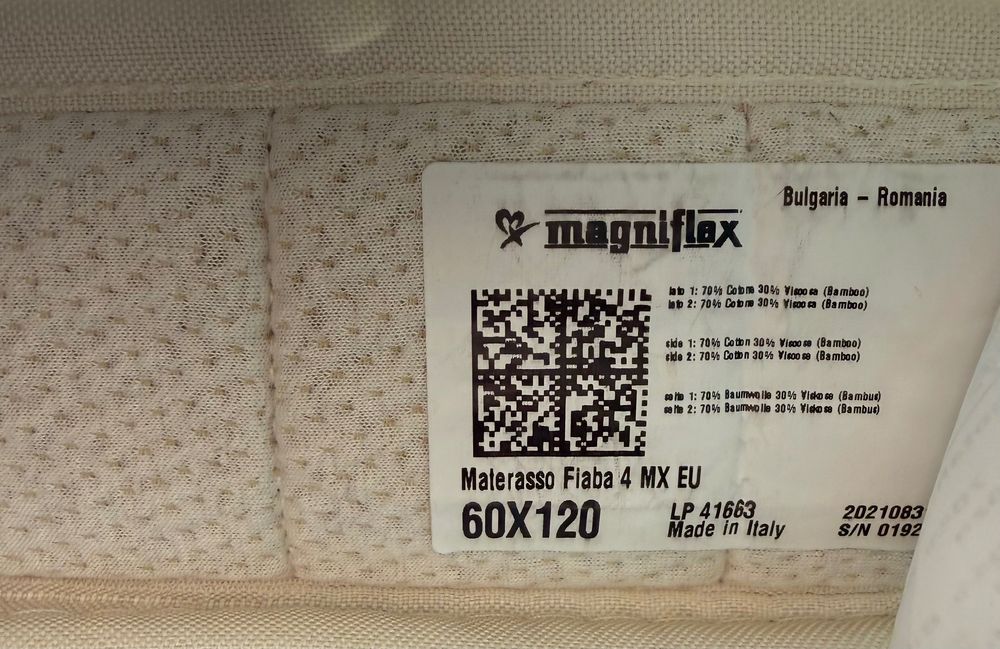 Bulgaria – Romania
magniflex
lato 1: 70% Cotone 30% Viscosa (Bamboo)
lato 2: 70% Cotone 30% Viscosa (Bamboo)
side 1: 70% Cotton 30% Viscose (Bamboo)
side 2: 70% Cotton 30% Viscose (Bamboo)
seite 1: 70% Baumwolle 30% Viskose (Bambus)
seite 2: 70% Baumwolle 30% Viskose (Bambus)
Materasso Fiaba 4 MX EU
60X120
LP 41663
2021083
Made in Italy
S/N 0192